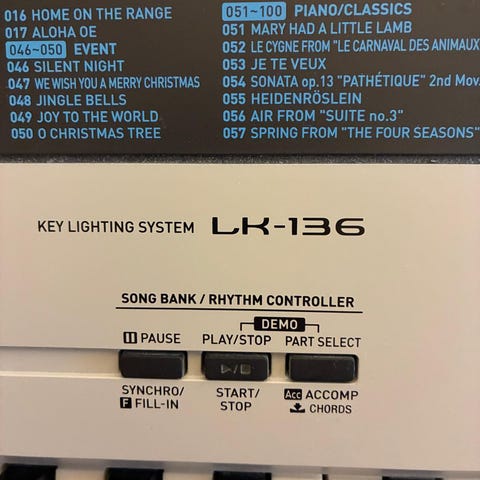 016 HOME ON THE RANGE
017 ALOHA OE
046~050 EVENT
046 SILENT NIGHT
047 WE WISH YOU A MERRY CHRISTMAS
048 JINGLE BELLS
049 JOY TO THE WORLD
050 O CHRISTMAS TREE
051~100 PIANO/CLASSICS
051 MARY HAD A LITTLE LAMB
052 LE CYGNE FROM "LE CARNAVAL DES ANIMAUX
053 JE TE VEUX
054 SONATA op.13 "PATHÉTIQUE" 2nd Mov.
055 HEIDENRÖSLEIN
056 AIR FROM "SUITE no.3"
057 SPRING FROM "THE FOUR SEASONS"
KEY LIGHTING SYSTEM LK-136
SONG BANK / RHYTHM CONTROLLER
DEMO
PAUSE PLAY/STOP PART SELECT
SYNCHRO/ START/ Acc ACCOMP
F FILL-IN STOP CHORDS